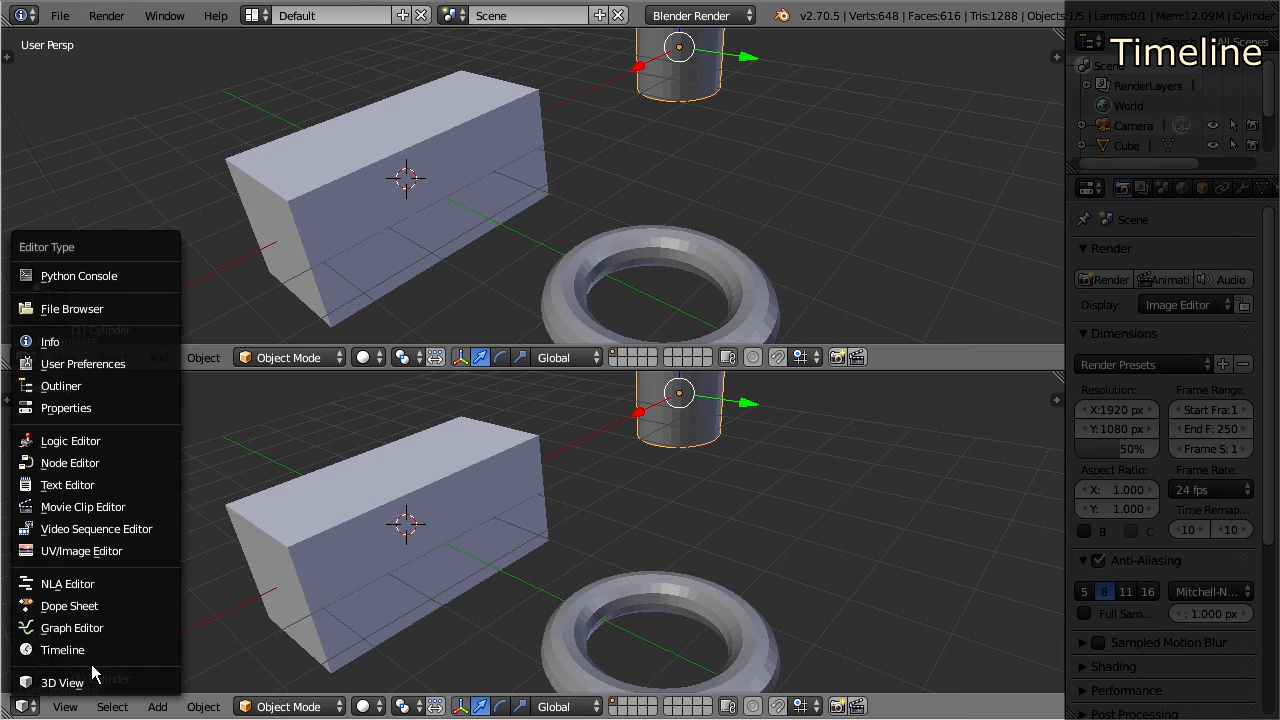 File Render Window Help Default Scene Blender Render v2.70.5 | Verts:648 | Faces:616 | Tris:1288 | Objects:1/5 | Lamps:0/1 | Mem:12.09M | Cylinder
User Persp
All Scenes
Timeline
Scene
RenderLayers
World
Camera
Cube
Scene
Render
Render Animati Audio
Display: Image Editor
Dimensions
Render Presets
Resolution: Frame Range:
X:1920 px Start Fra:1
Y: 1080 px End F: 250
50% Frame S: 1
Aspect Ratio: Frame Rate:
X: 1.000 24 fps
Y: 1.000 Time Remap...
B C 10 10
Anti-Aliasing
5 8 11 16 Mitchell-N...
Full Sam... : 1.000 px
Sampled Motion Blur
Shading
Performance
Post Processing
Editor Type
Python Console
File Browser
(1) Cylinder
Info
User Preferences
Outliner
Properties
Logic Editor
Node Editor
Text Editor
Movie Clip Editor
Video Sequence Editor
UV/Image Editor
NLA Editor
Dope Sheet
Graph Editor
Timeline
3D View
Add Object Object Mode Global
View Select Add Object Object Mode Global